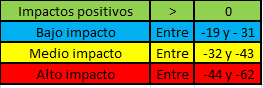 Impactos positivos > 0
Bajo impacto Entre -19 y - 31
Medio impacto Entre -32 y -43
Alto impacto Entre -44 y -62